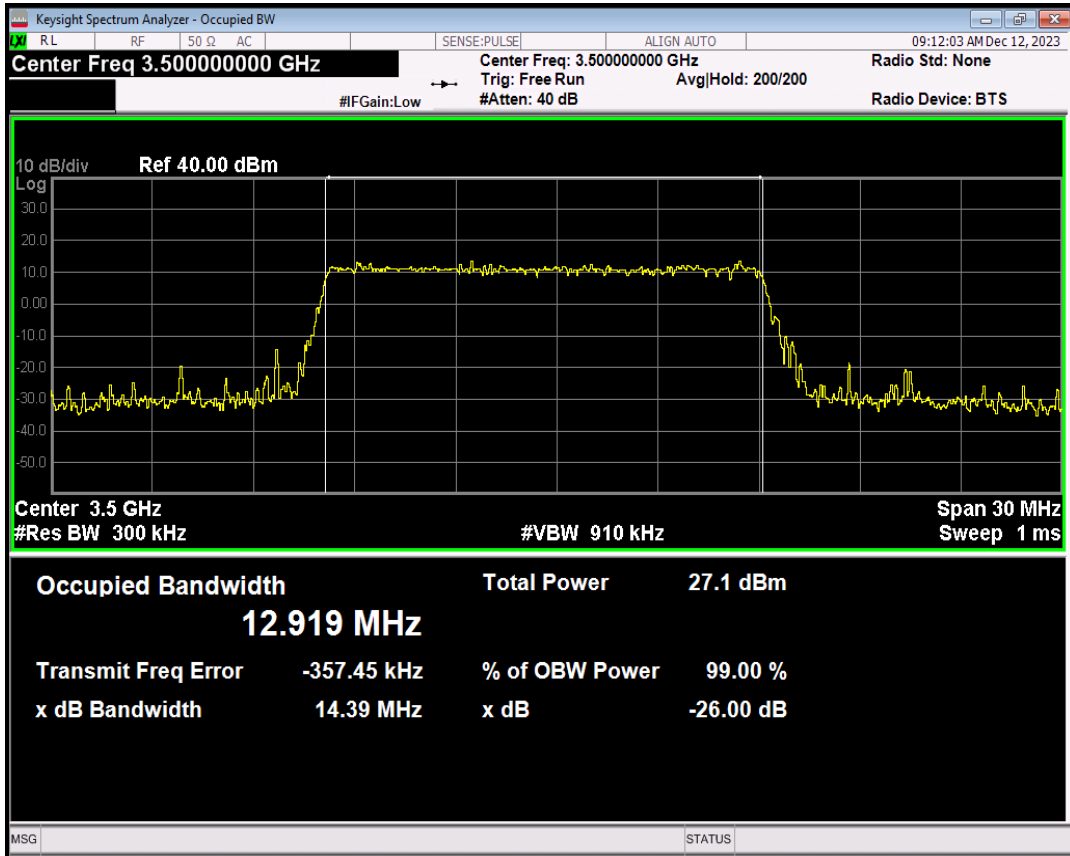 Keysight Spectrum Analyzer - Occupied BW
LXI RL RF 50 Ω AC SENSE:PULSE ALIGN AUTO 09:12:03 AM Dec 12, 2023
Center Freq 3.500000000 GHz
Center Freq: 3.500000000 GHz Radio Std: None
Trig: Free Run Avg|Hold: 200/200
#IFGain:Low #Atten: 40 dB Radio Device: BTS
10 dB/div Ref 40.00 dBm
Log
30.0
20.0
10.0
0.00
-10.0
-20.0
-30.0
-40.0
-50.0
Center 3.5 GHz Span 30 MHz
#Res BW 300 kHz #VBW 910 kHz Sweep 1 ms
Occupied Bandwidth Total Power 27.1 dBm
12.919 MHz
Transmit Freq Error -357.45 kHz % of OBW Power 99.00 %
x dB Bandwidth 14.39 MHz x dB -26.00 dB
MSG STATUS